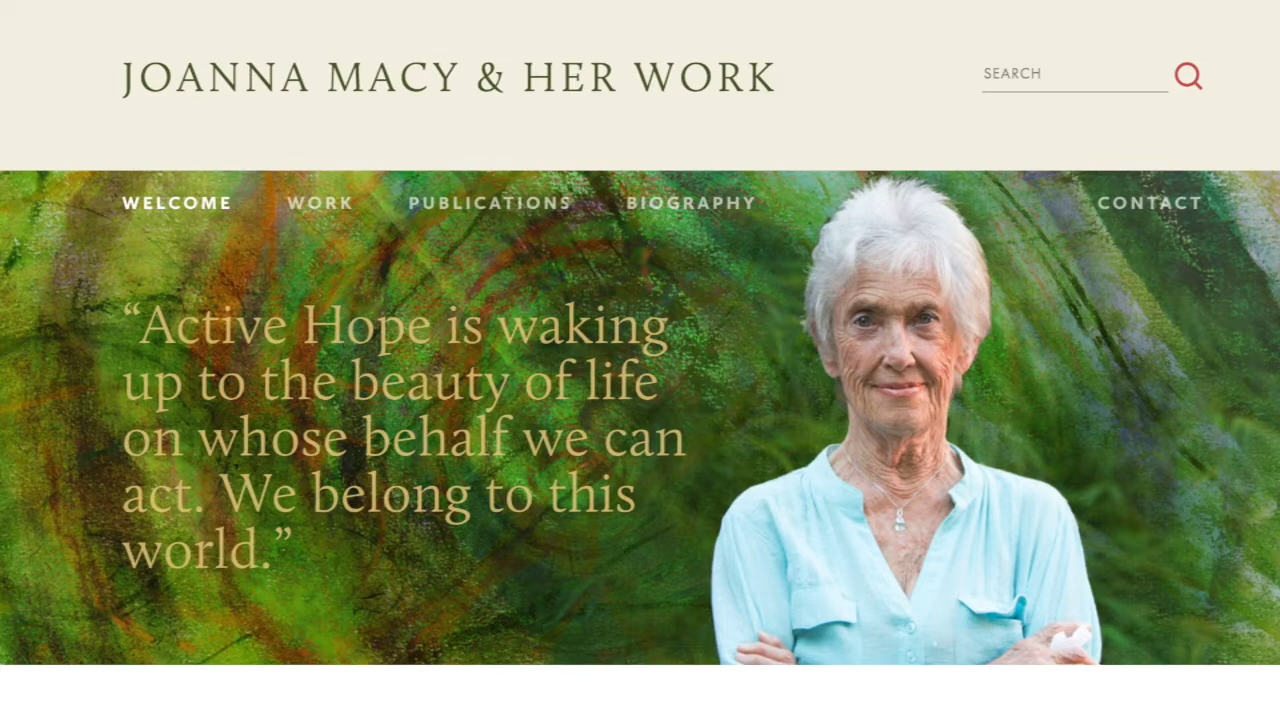 JOANNA MACY & HER WORK
SEARCH
WELCOME WORK PUBLICATIONS BIOGRAPHY CONTACT
“Active Hope is waking
up to the beauty of life
on whose behalf we can
act. We belong to this
world.”